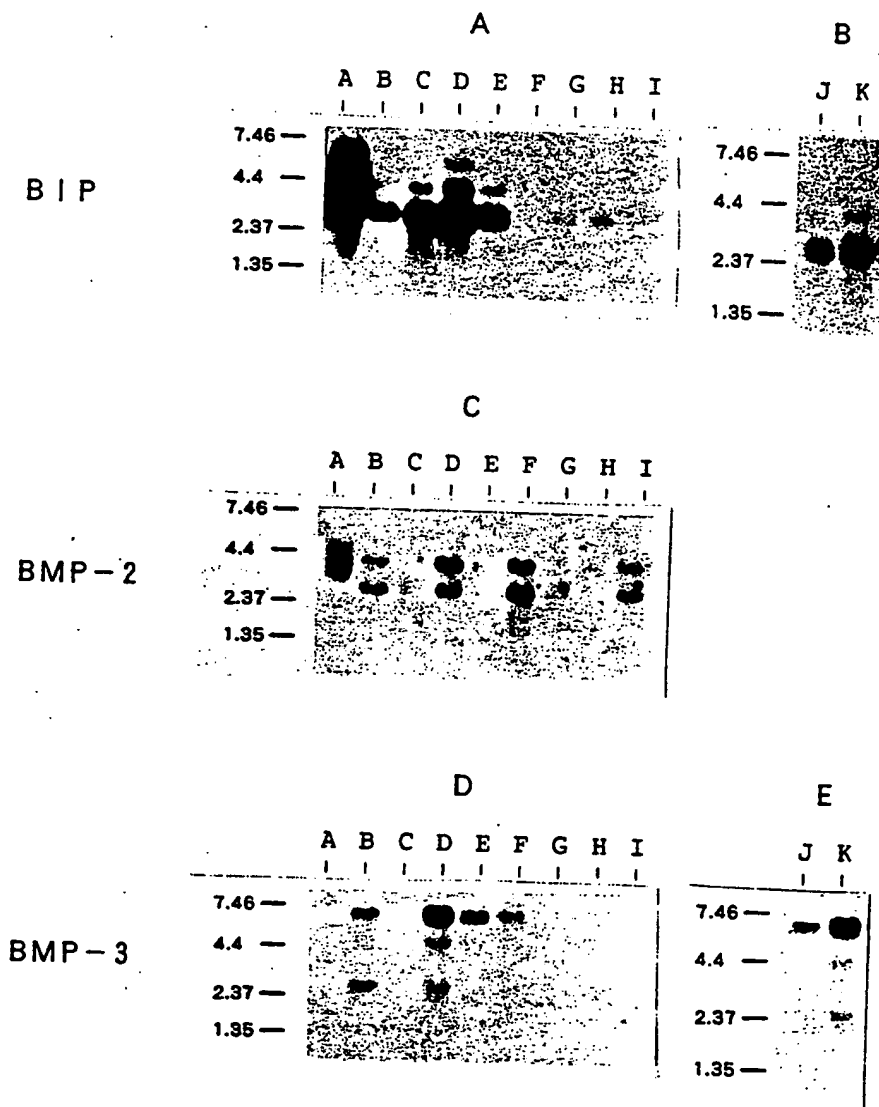 A
B
A B C D E F G H I
J K
BIP
7.46
4.4
2.37
1.35
7.46
4.4
2.37
1.35
C
A B C D E F G H I
BMP-2
7.46
4.4
2.37
1.35
D
E
A B C D E F G H I
J K
BMP-3
7.46
4.4
2.37
1.35
7.46
4.4
2.37
1.35